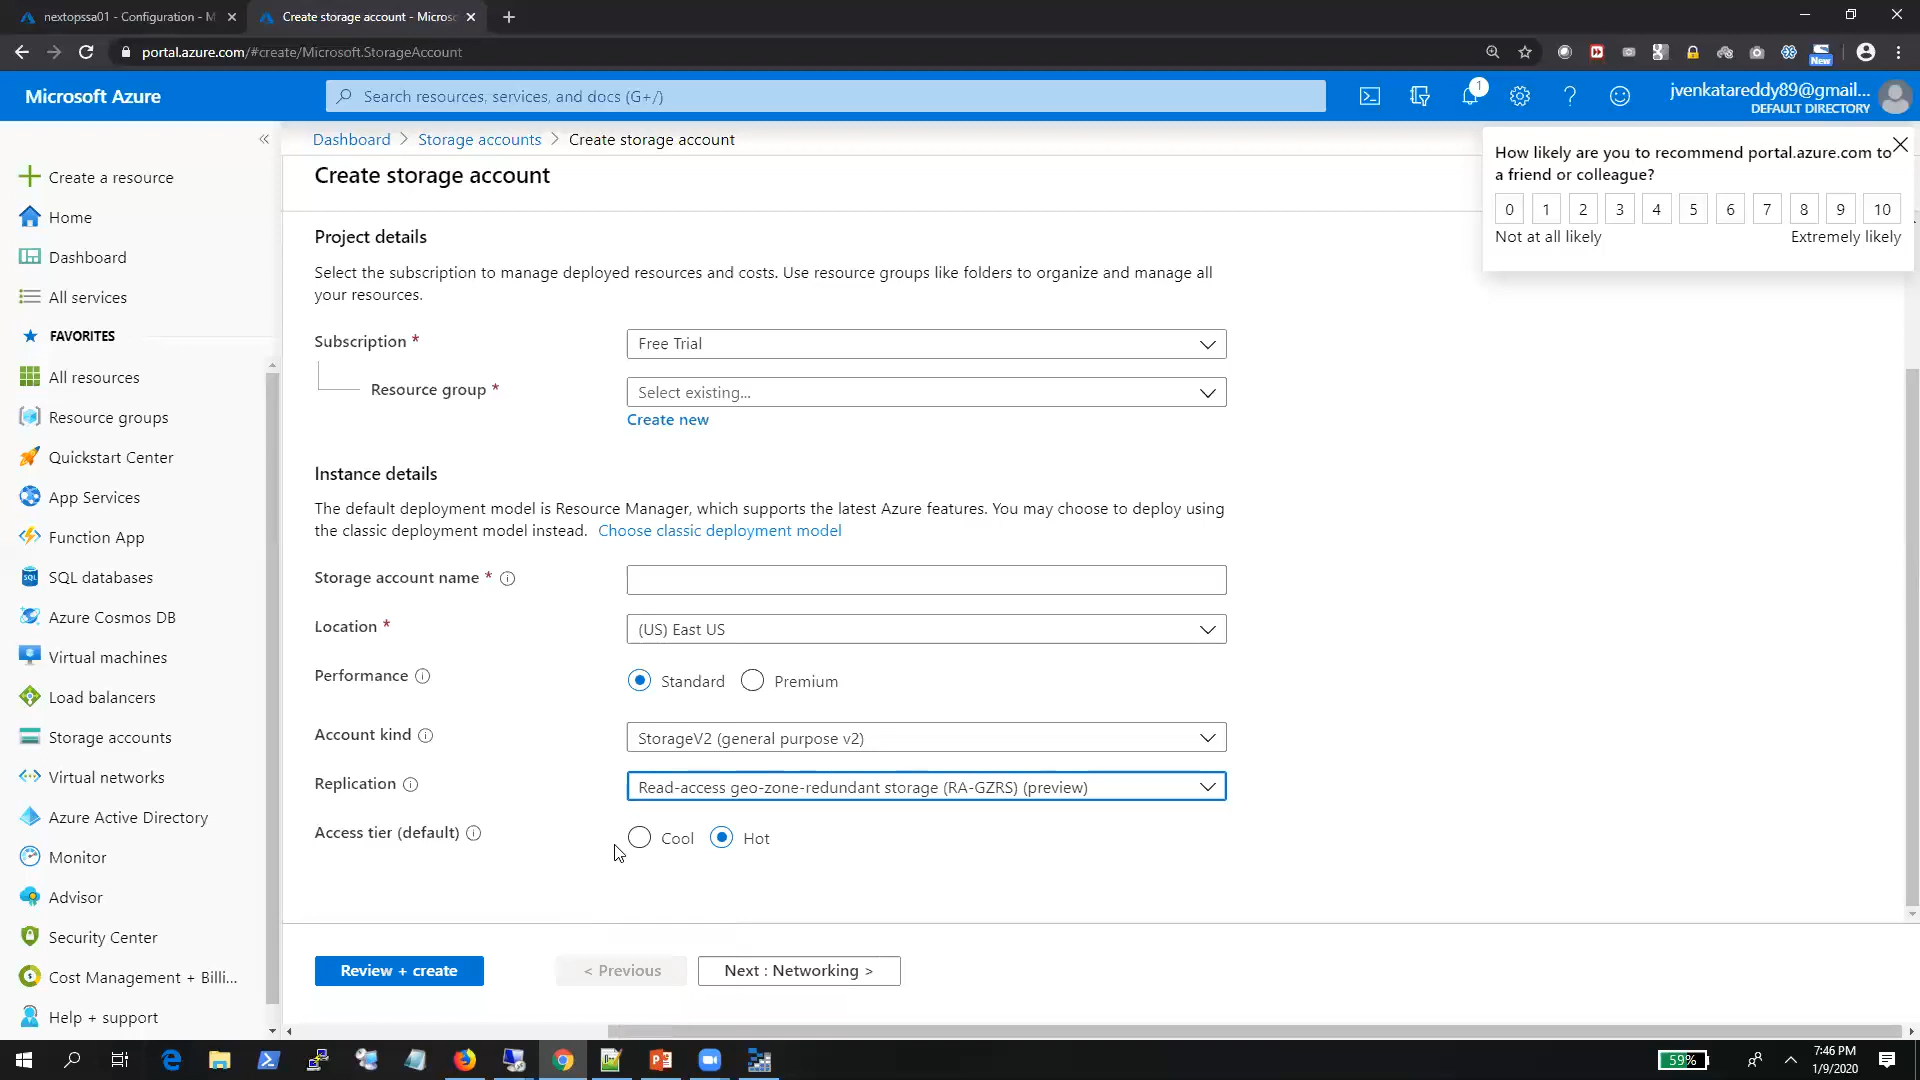 nextopssa01 - Configuration - M
Create storage account - Microso
portal.azure.com/#create/Microsoft.StorageAccount
New
Microsoft Azure
Search resources, services, and docs (G+/)
1
jvenkatareddy89@gmail...
DEFAULT DIRECTORY
Dashboard > Storage accounts > Create storage account
Create storage account
How likely are you to recommend portal.azure.com to
a friend or colleague?
0 1 2 3 4 5 6 7 8 9 10
Not at all likely Extremely likely
Create a resource
Home
Dashboard
All services
FAVORITES
All resources
Resource groups
Quickstart Center
App Services
Function App
SQL databases
Azure Cosmos DB
Virtual machines
Load balancers
Storage accounts
Virtual networks
Azure Active Directory
Monitor
Advisor
Security Center
Cost Management + Billi...
Help + support
Project details
Select the subscription to manage deployed resources and costs. Use resource groups like folders to organize and manage all
your resources.
Subscription * Free Trial
Resource group * Select existing...
Create new
Instance details
The default deployment model is Resource Manager, which supports the latest Azure features. You may choose to deploy using
the classic deployment model instead. Choose classic deployment model
Storage account name *
Location * (US) East US
Performance Standard Premium
Account kind StorageV2 (general purpose v2)
Replication Read-access geo-zone-redundant storage (RA-GZRS) (preview)
Access tier (default) Cool Hot
Review + create < Previous Next : Networking >
59%
7:46 PM
1/9/2020